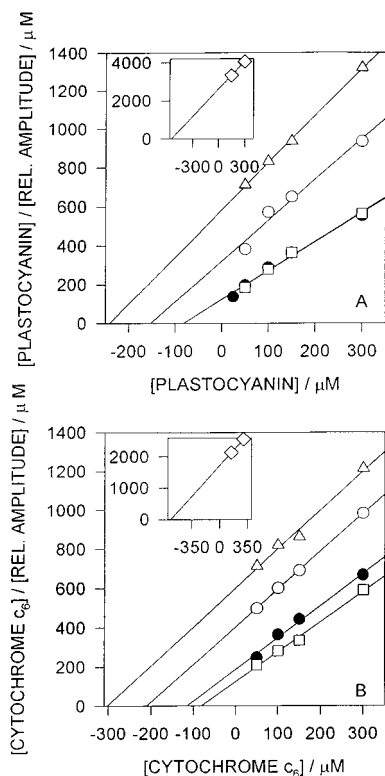 [PLASTOCYANIN] / [REL. AMPLITUDE] / μM
1400
1200
1000
800
600
400
200
0
4000
2000
0
-300 0 300
A
-200 -100 0 100 200 300
[PLASTOCYANIN] / μM
[CYTOCHROME c6] / [REL. AMPLITUDE] / μM
1400
1200
1000
800
600
400
200
0
2000
1000
0
-350 0 350
B
-300 -200 -100 0 100 200 300
[CYTOCHROME c6] / μM